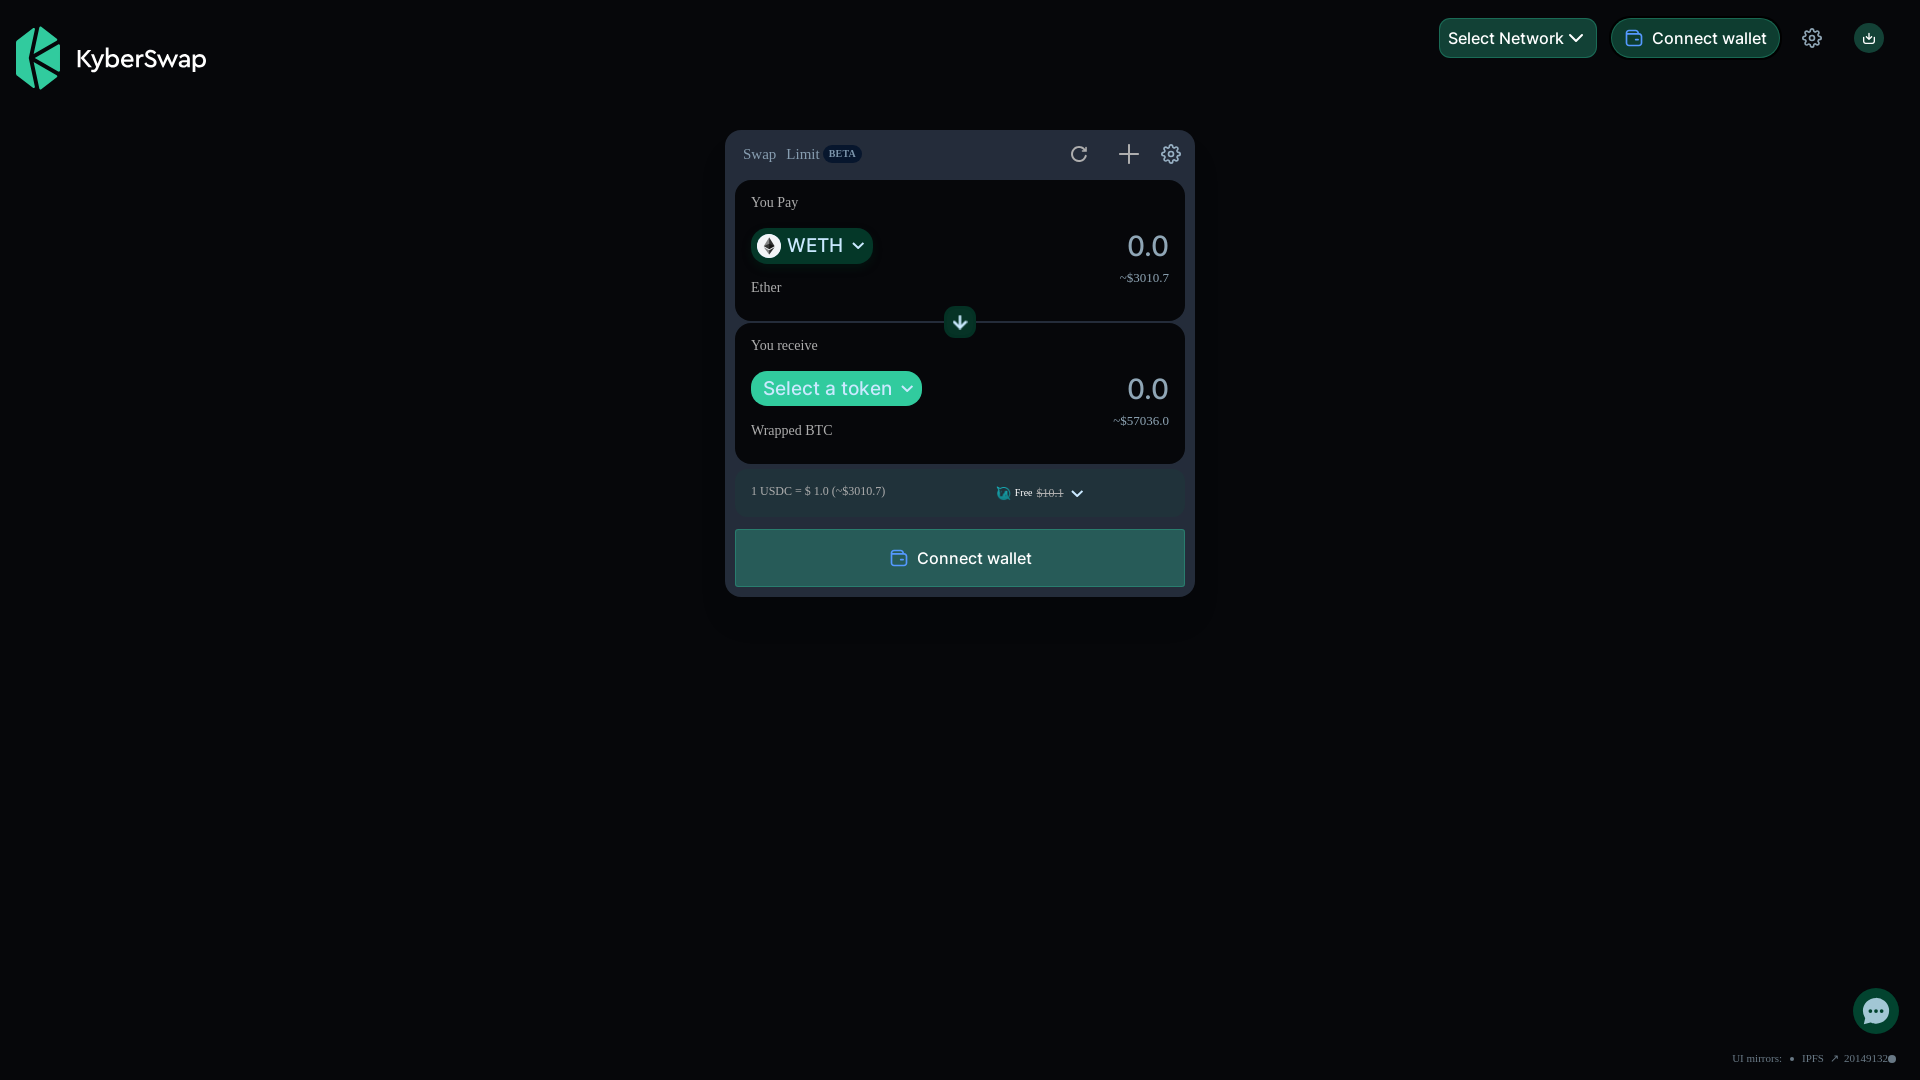 KyberSwap
Select Network
Connect wallet
Swap Limit BETA
You Pay
WETH
0.0
~$3010.7
Ether
You receive
Select a token
0.0
~$57036.0
Wrapped BTC
1 USDC = $ 1.0 (~$3010.7)
Free $10.1
Connect wallet
UI mirrors: • IPFS ↗ 20149132